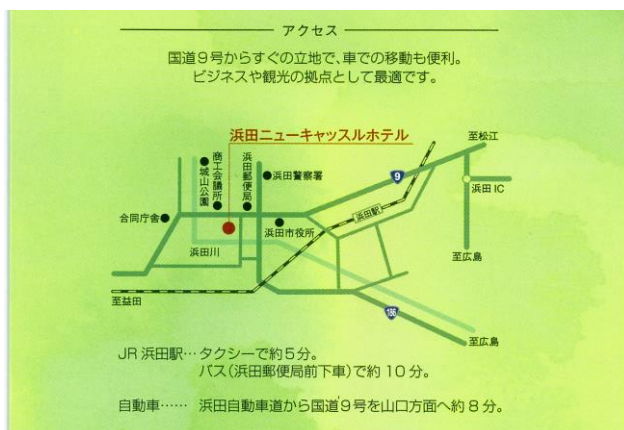 アクセス
国道9号からすぐの立地で、車での移動も便利。
ビジネスや観光の拠点として最適です。
浜田ニューキャッスルホテル
至松江
城山公園
商工会議所
浜田郵便局
浜田警察署
9
浜田IC
浜田駅
合同庁舎
浜田市役所
浜田川
至広島
至益田
186
至広島
JR浜田駅…タクシーで約5分。
バス(浜田郵便局前下車)で約10分。
自動車……浜田自動車道から国道9号を山口方面へ約8分。